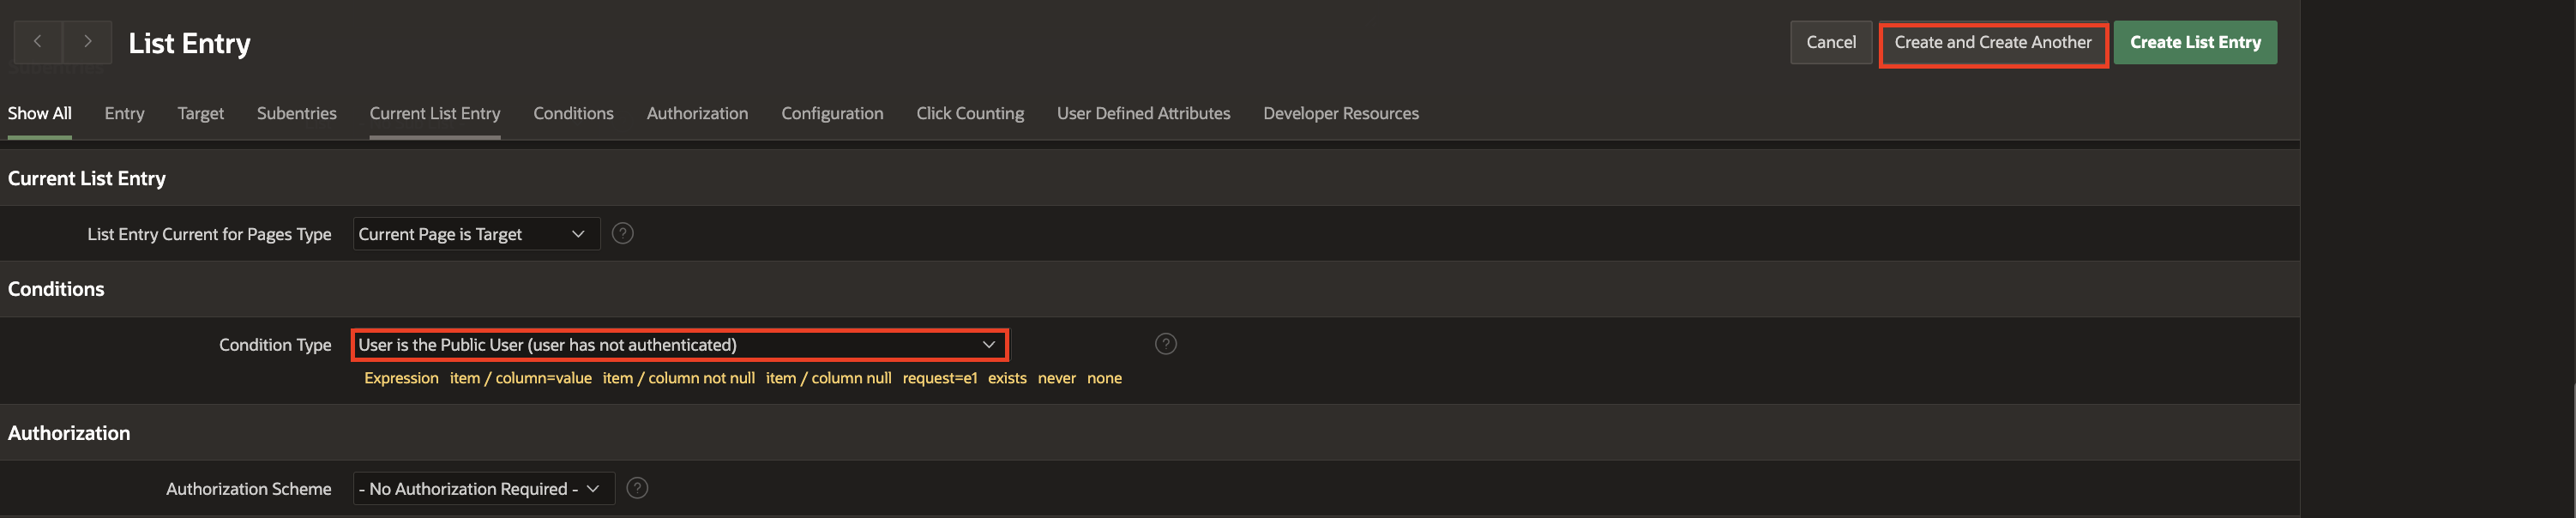 List Entry
Cancel
Create and Create Another
Create List Entry
Subentries
Show All
Entry
Target
Subentries
Current List Entry
Conditions
Authorization
Configuration
Click Counting
User Defined Attributes
Developer Resources
Current List Entry
List Entry Current for Pages Type
Current Page is Target
Conditions
Condition Type
User is the Public User (user has not authenticated)
Expression item / column=value item / column not null item / column null request=e1 exists never none
Authorization
Authorization Scheme
- No Authorization Required -